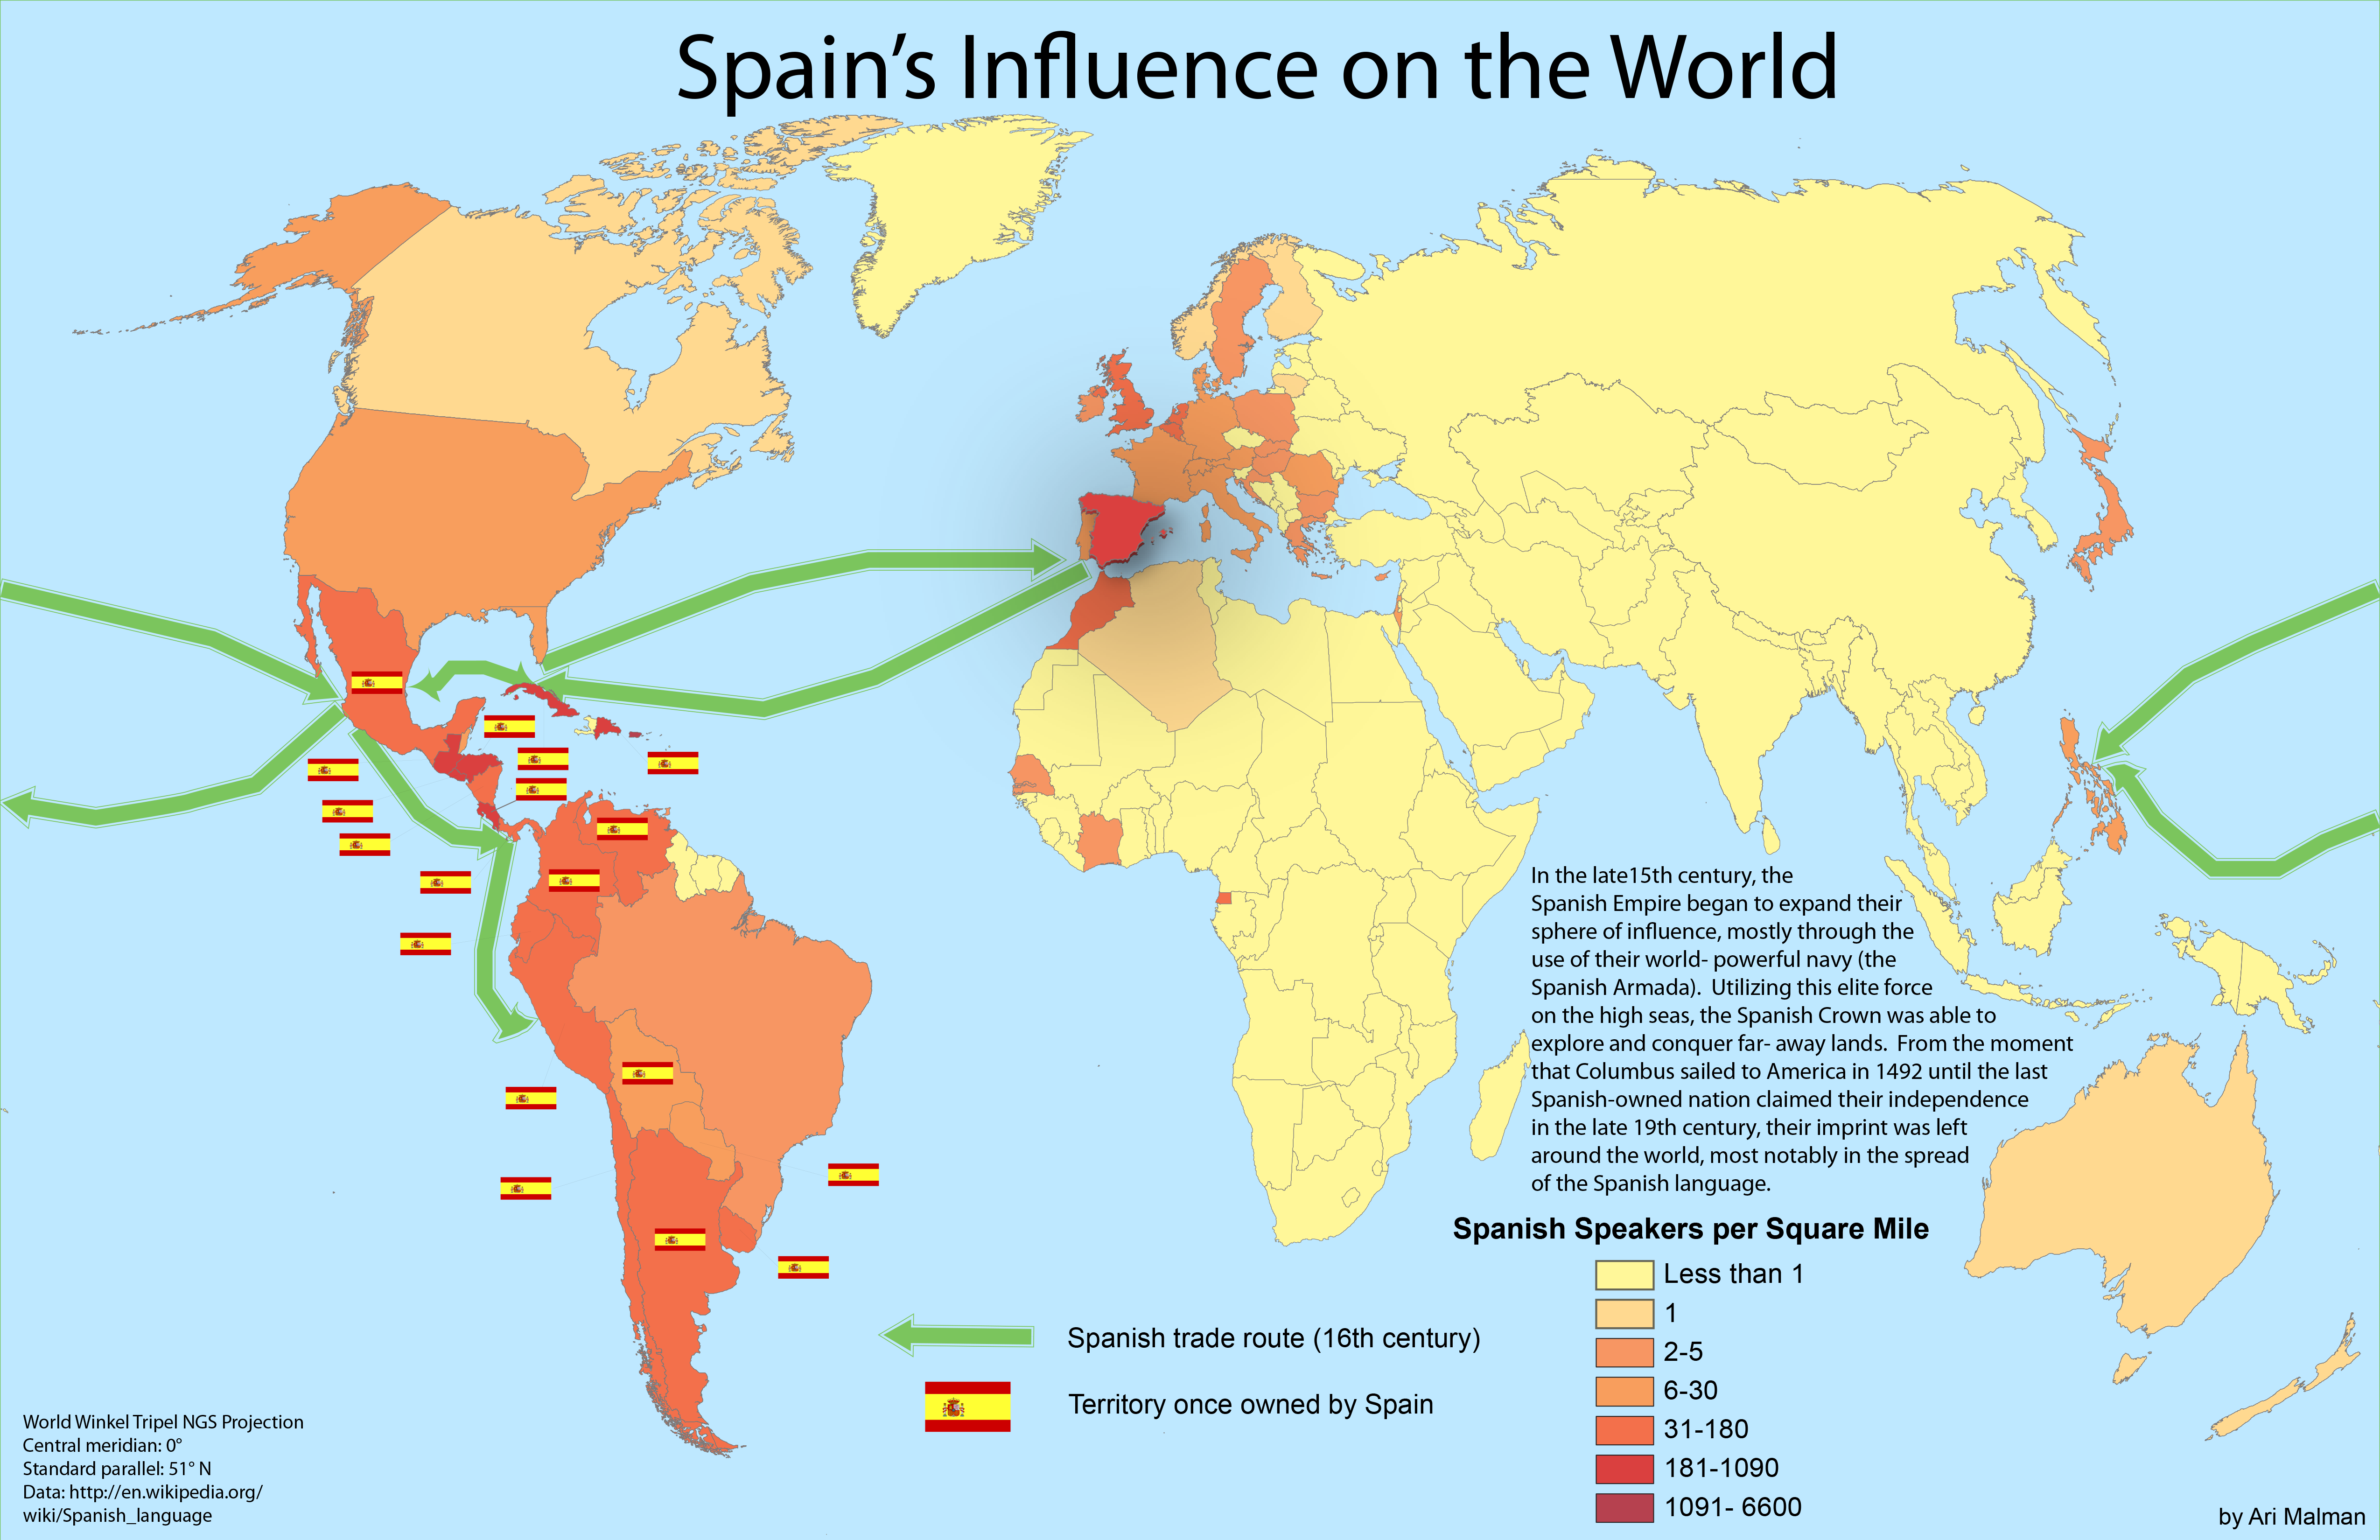 Spain's Influence on the World
In the late15th century, the
Spanish Empire began to expand their
sphere of influence, mostly through the
use of their world- powerful navy (the
Spanish Armada).  Utilizing this elite force
on the high seas, the Spanish Crown was able to
explore and conquer far- away lands.  From the moment
that Columbus sailed to America in 1492 until the last
Spanish-owned nation claimed their independence
in the late 19th century, their imprint was left
around the world, most notably in the spread
of the Spanish language.
Spanish Speakers per Square Mile
Less than 1
1
2-5
6-30
31-180
181-1090
1091- 6600
Spanish trade route (16th century)
Territory once owned by Spain
World Winkel Tripel NGS Projection
Central meridian: 0°
Standard parallel: 51° N
Data: http://en.wikipedia.org/
wiki/Spanish_language
by Ari Malman